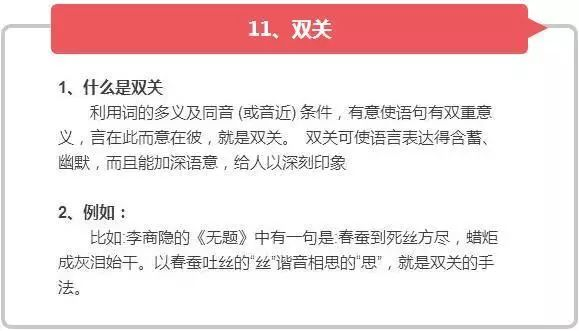 11、双关
1、什么是双关
利用词的多义及同音 (或音近) 条件，有意使语句有双重意
义，言在此而意在彼，就是双关。 双关可使语言表达得含蓄、
幽默，而且能加深语意，给人以深刻印象
2、例如：
比如:李商隐的《无题》中有一句是:春蚕到死丝方尽，蜡炬
成灰泪始干。以春蚕吐丝的“丝”谐音相思的“思”，就是双关的手
法。